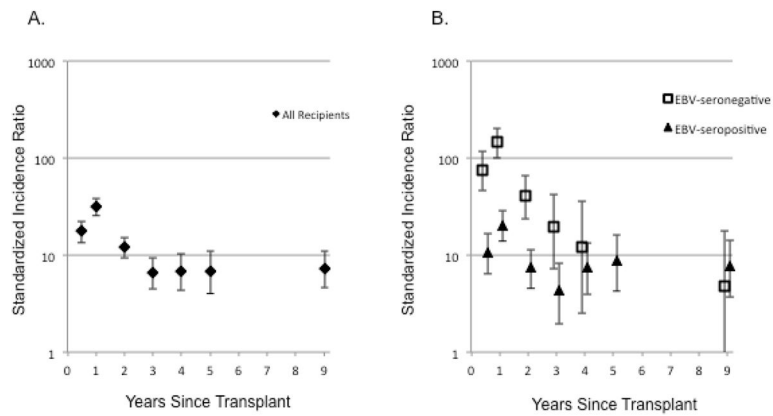 A.
Standardized Incidence Ratio
1000
100
10
1
All Recipients
0 1 2 3 4 5 6 7 8 9
Years Since Transplant
B.
Standardized Incidence Ratio
1000
100
10
1
EBV-seronegative
EBV-seropositive
0 1 2 3 4 5 6 7 8 9
Years Since Transplant